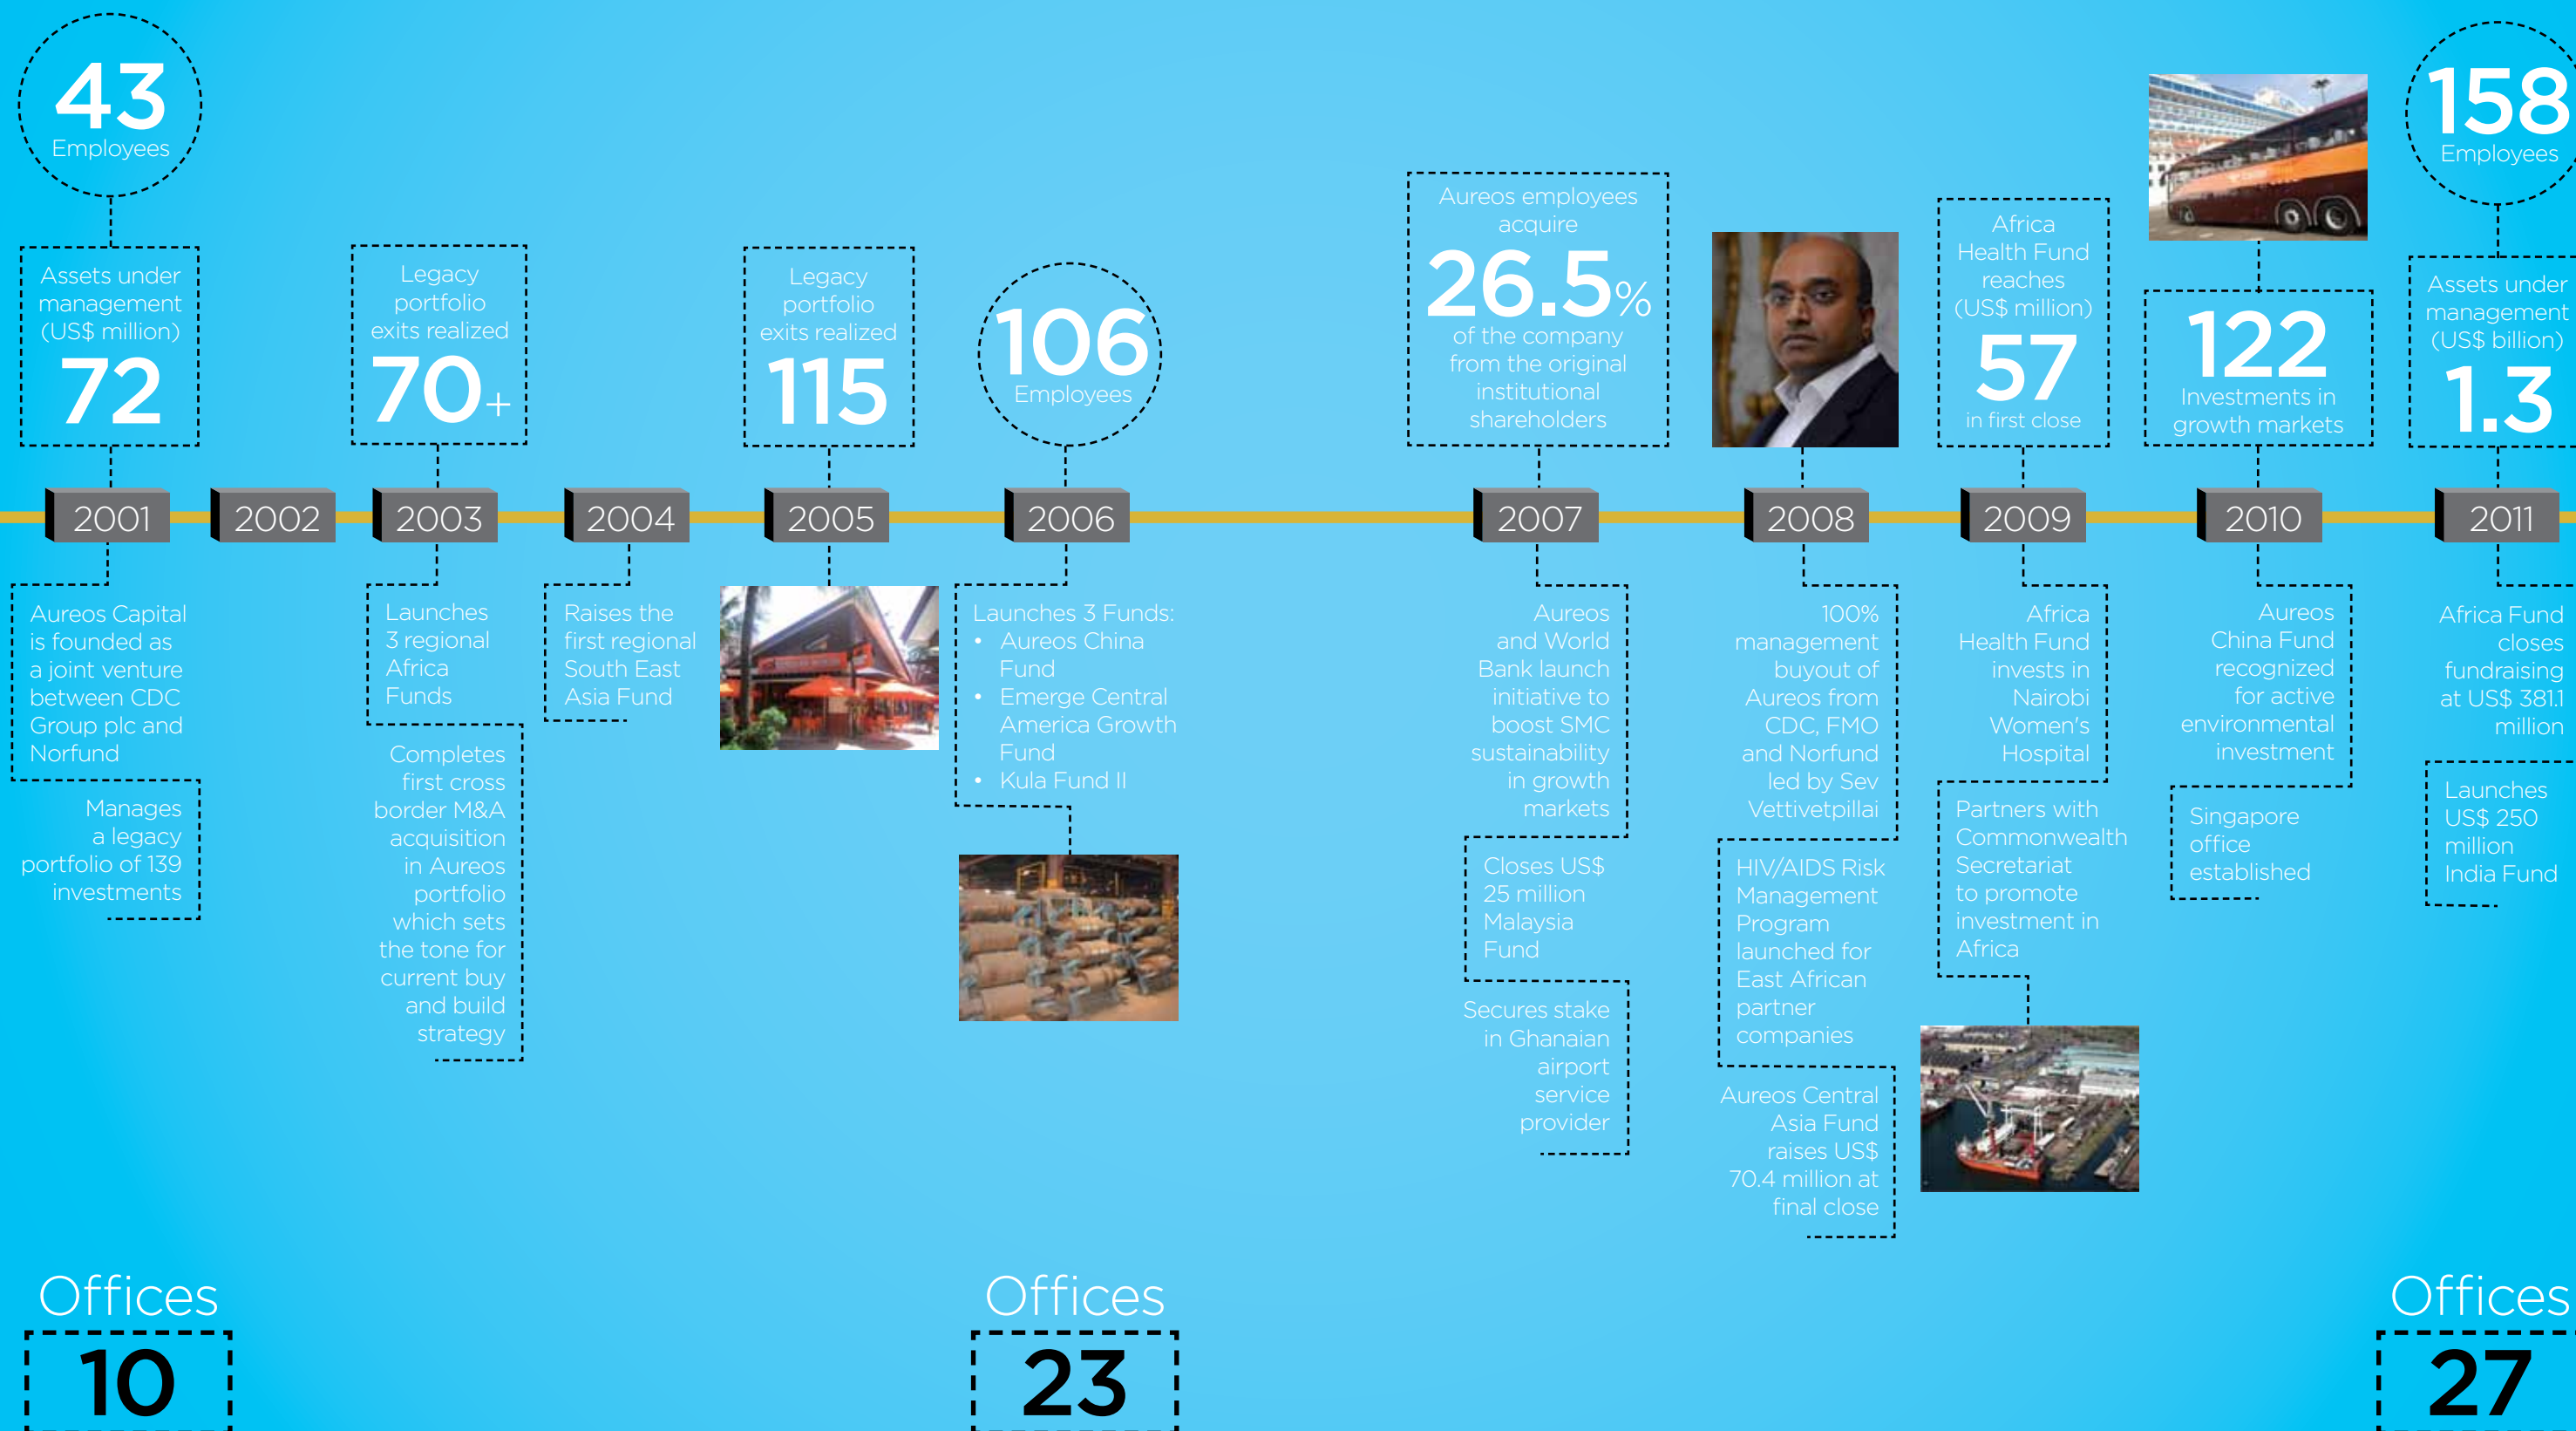 43
Employees
Assets under
management
(US$ million)
72
Legacy
portfolio
exits realized
70+
Legacy
portfolio
exits realized
115
106
Employees
Aureos employees
acquire
26.5%
of the company
from the original
institutional
shareholders
Africa
Health Fund
reaches
(US$ million)
57
in first close
122
Investments in
growth markets
158
Employees
Assets under
management
(US$ billion)
1.3
2001
2002
2003
2004
2005
2006
2007
2008
2009
2010
2011
Aureos Capital
is founded as
a joint venture
between CDC
Group plc and
Norfund
Manages
a legacy
portfolio of 139
investments
Launches
3 regional
Africa
Funds
Completes
first cross
border M&A
acquisition
in Aureos
portfolio
which sets
the tone for
current buy
and build
strategy
Raises the
first regional
South East
Asia Fund
Launches 3 Funds:
• Aureos China
Fund
• Emerge Central
America Growth
Fund
• Kula Fund II
Aureos
and World
Bank launch
initiative to
boost SMC
sustainability
in growth
markets
Closes US$
25 million
Malaysia
Fund
Secures stake
in Ghanaian
airport
service
provider
100%
management
buyout of
Aureos from
CDC, FMO
and Norfund
led by Sev
Vettivetpillai
HIV/AIDS Risk
Management
Program
launched for
East African
partner
companies
Aureos Central
Asia Fund
raises US$
70.4 million at
final close
Africa
Health Fund
invests in
Nairobi
Women's
Hospital
Partners with
Commonwealth
Secretariat
to promote
investment in
Africa
Aureos
China Fund
recognized
for active
environmental
investment
Singapore
office
established
Africa Fund
closes
fundraising
at US$ 381.1
million
Launches
US$ 250
million
India Fund
Offices
10
Offices
23
Offices
27